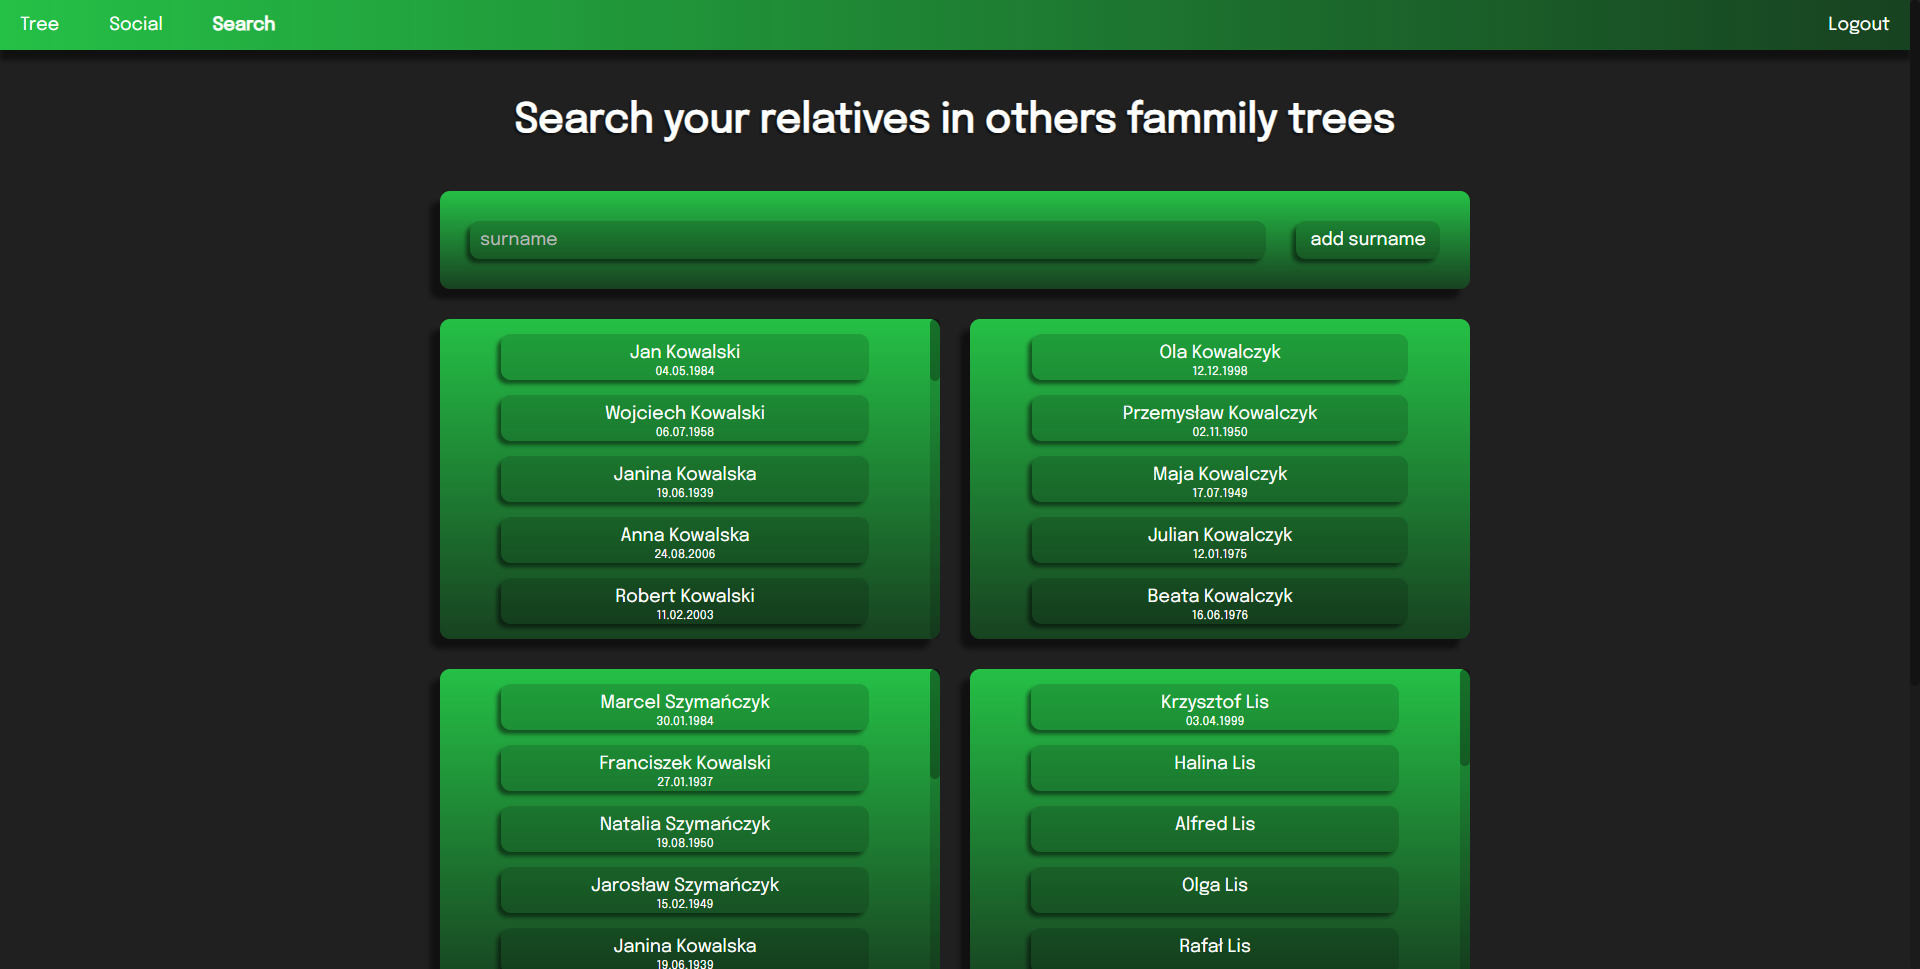 Tree Social Search Logout
Search your relatives in others fammily trees
surname add surname
Jan Kowalski
04.05.1984
Wojciech Kowalski
06.07.1958
Janina Kowalska
19.06.1939
Anna Kowalska
24.08.2006
Robert Kowalski
11.02.2003
Ola Kowalczyk
12.12.1998
Przemysław Kowalczyk
02.11.1950
Maja Kowalczyk
17.07.1949
Julian Kowalczyk
12.01.1975
Beata Kowalczyk
16.06.1976
Marcel Szymańczyk
30.01.1984
Franciszek Kowalski
27.01.1937
Natalia Szymańczyk
19.08.1950
Jarosław Szymańczyk
15.02.1949
Janina Kowalska
19.06.1939
Krzysztof Lis
03.04.1999
Halina Lis
Alfred Lis
Olga Lis
Rafał Lis